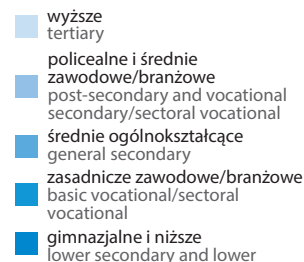 wyższe
tertiary
policealne i średnie
zawodowe/branżowe
post-secondary and vocational
secondary/sectoral vocational
średnie ogólnokształcące
general secondary
zasadnicze zawodowe/branżowe
basic vocational/sectoral
vocational
gimnazjalne i niższe
lower secondary and lower